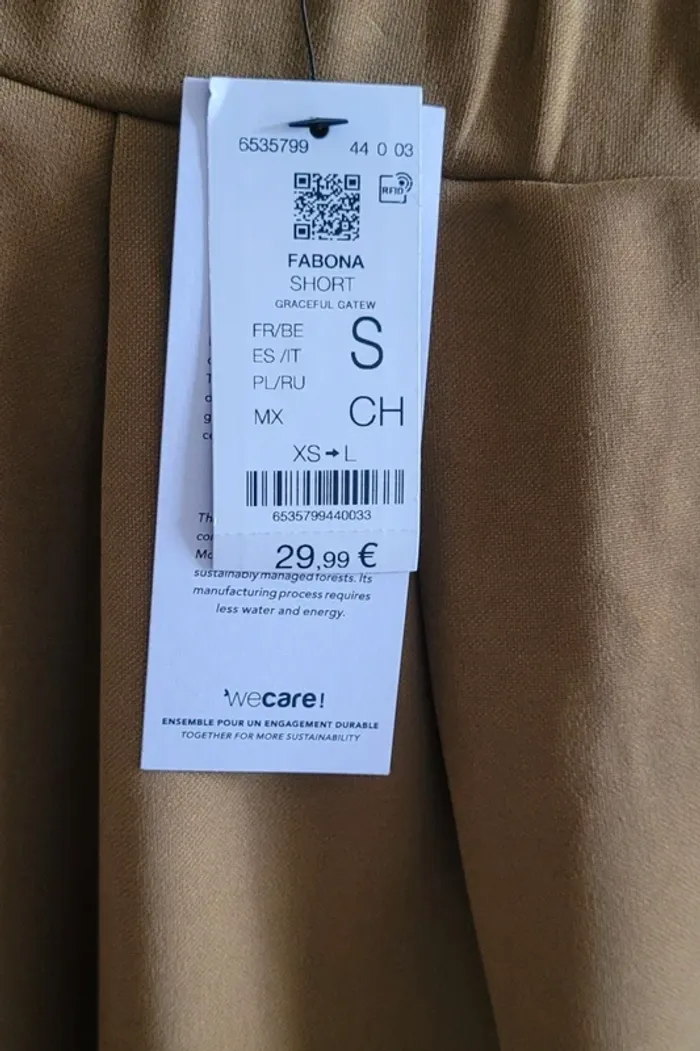 6535799 44 0 03
RFID
FABONA
SHORT
GRACEFUL GATEW
FR/BE
ES /IT
PL/RU
S
MX CH
XS➞L
6535799440033
29,99 €
sustainably managed forests. Its
manufacturing process requires
less water and energy.
'wecare!
ENSEMBLE POUR UN ENGAGEMENT DURABLE
TOGETHER FOR MORE SUSTAINABILITY